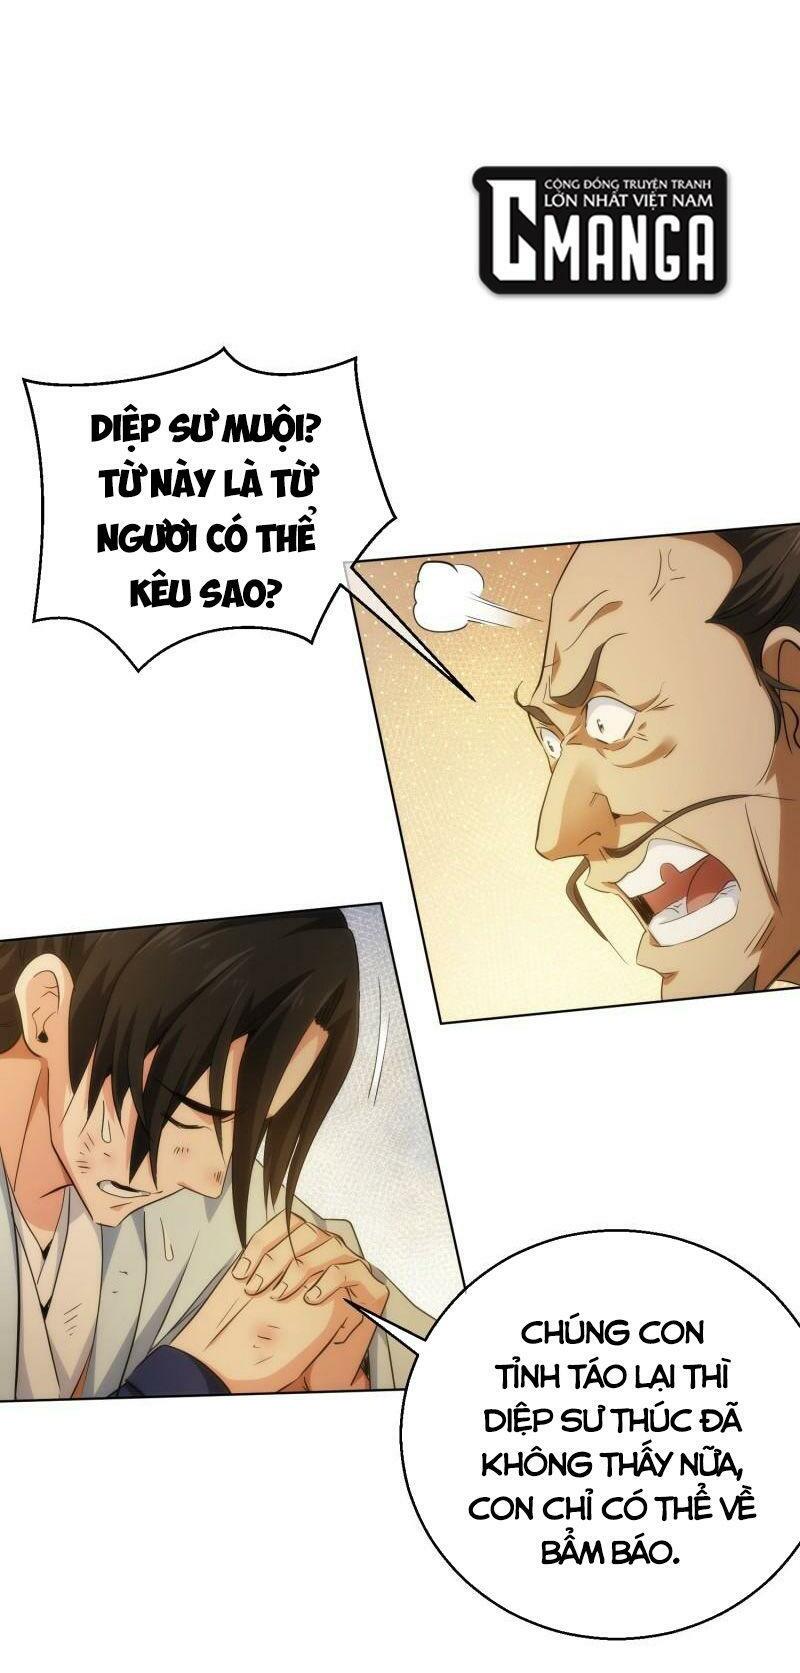 CỘNG ĐỒNG TRUYỆN TRANH
LỚN NHẤT VIỆT NAM
CMANGA
DIỆP SƯ MUỘI?
TỪ NÀY LÀ TỪ
NGƯƠI CÓ THỂ
KÊU SAO?
CHÚNG CON
TỈNH TÁO LẠI THÌ
DIỆP SƯ THÚC ĐÃ
KHÔNG THẤY NỮA,
CON CHỈ CÓ THỂ VỀ
BẨM BÁO.